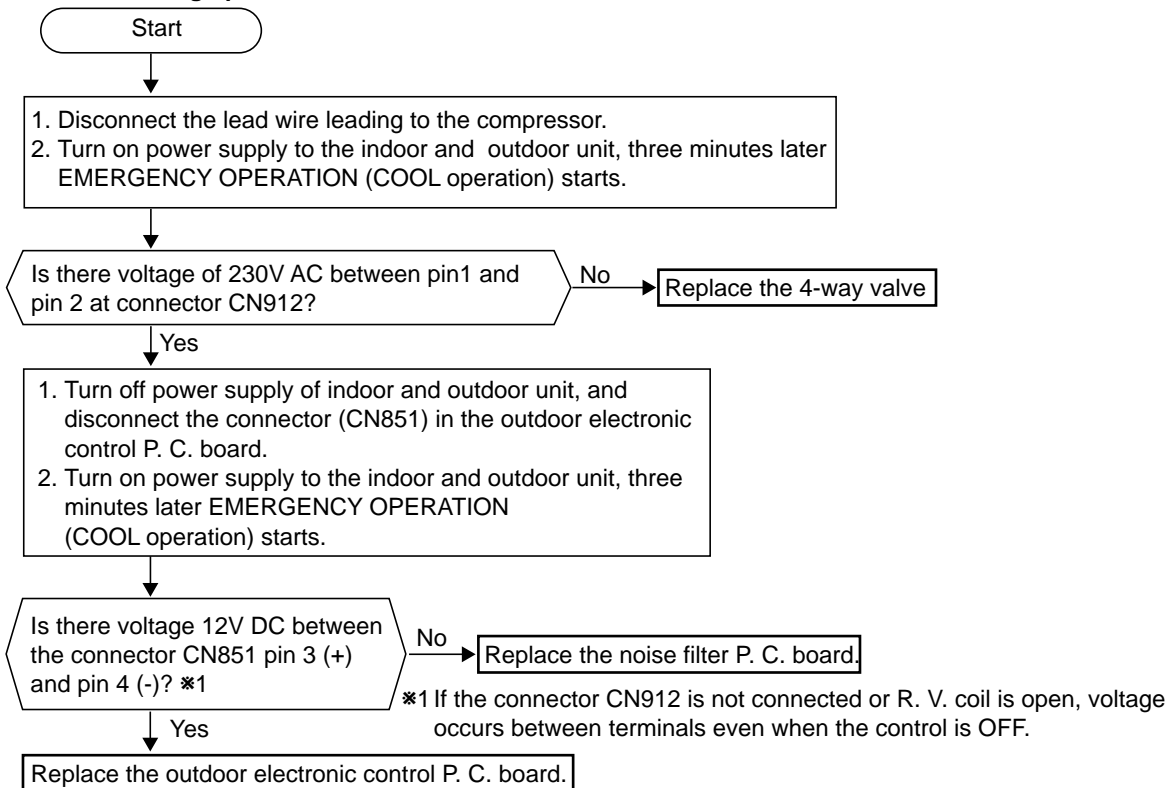 Start
1. Disconnect the lead wire leading to the compressor.
2. Turn on power supply to the indoor and outdoor unit, three minutes later
EMERGENCY OPERATION (COOL operation) starts.
Is there voltage of 230V AC between pin1 and
pin 2 at connector CN912?
No
Replace the 4-way valve
Yes
1. Turn off power supply of indoor and outdoor unit, and
disconnect the connector (CN851) in the outdoor electronic
control P. C. board.
2. Turn on power supply to the indoor and outdoor unit, three
minutes later EMERGENCY OPERATION
(COOL operation) starts.
Is there voltage 12V DC between
the connector CN851 pin 3 (+)
and pin 4 (-)? ※1
No
Replace the noise filter P. C. board.
※1 If the connector CN912 is not connected or R. V. coil is open, voltage
occurs between terminals even when the control is OFF.
Yes
Replace the outdoor electronic control P. C. board.